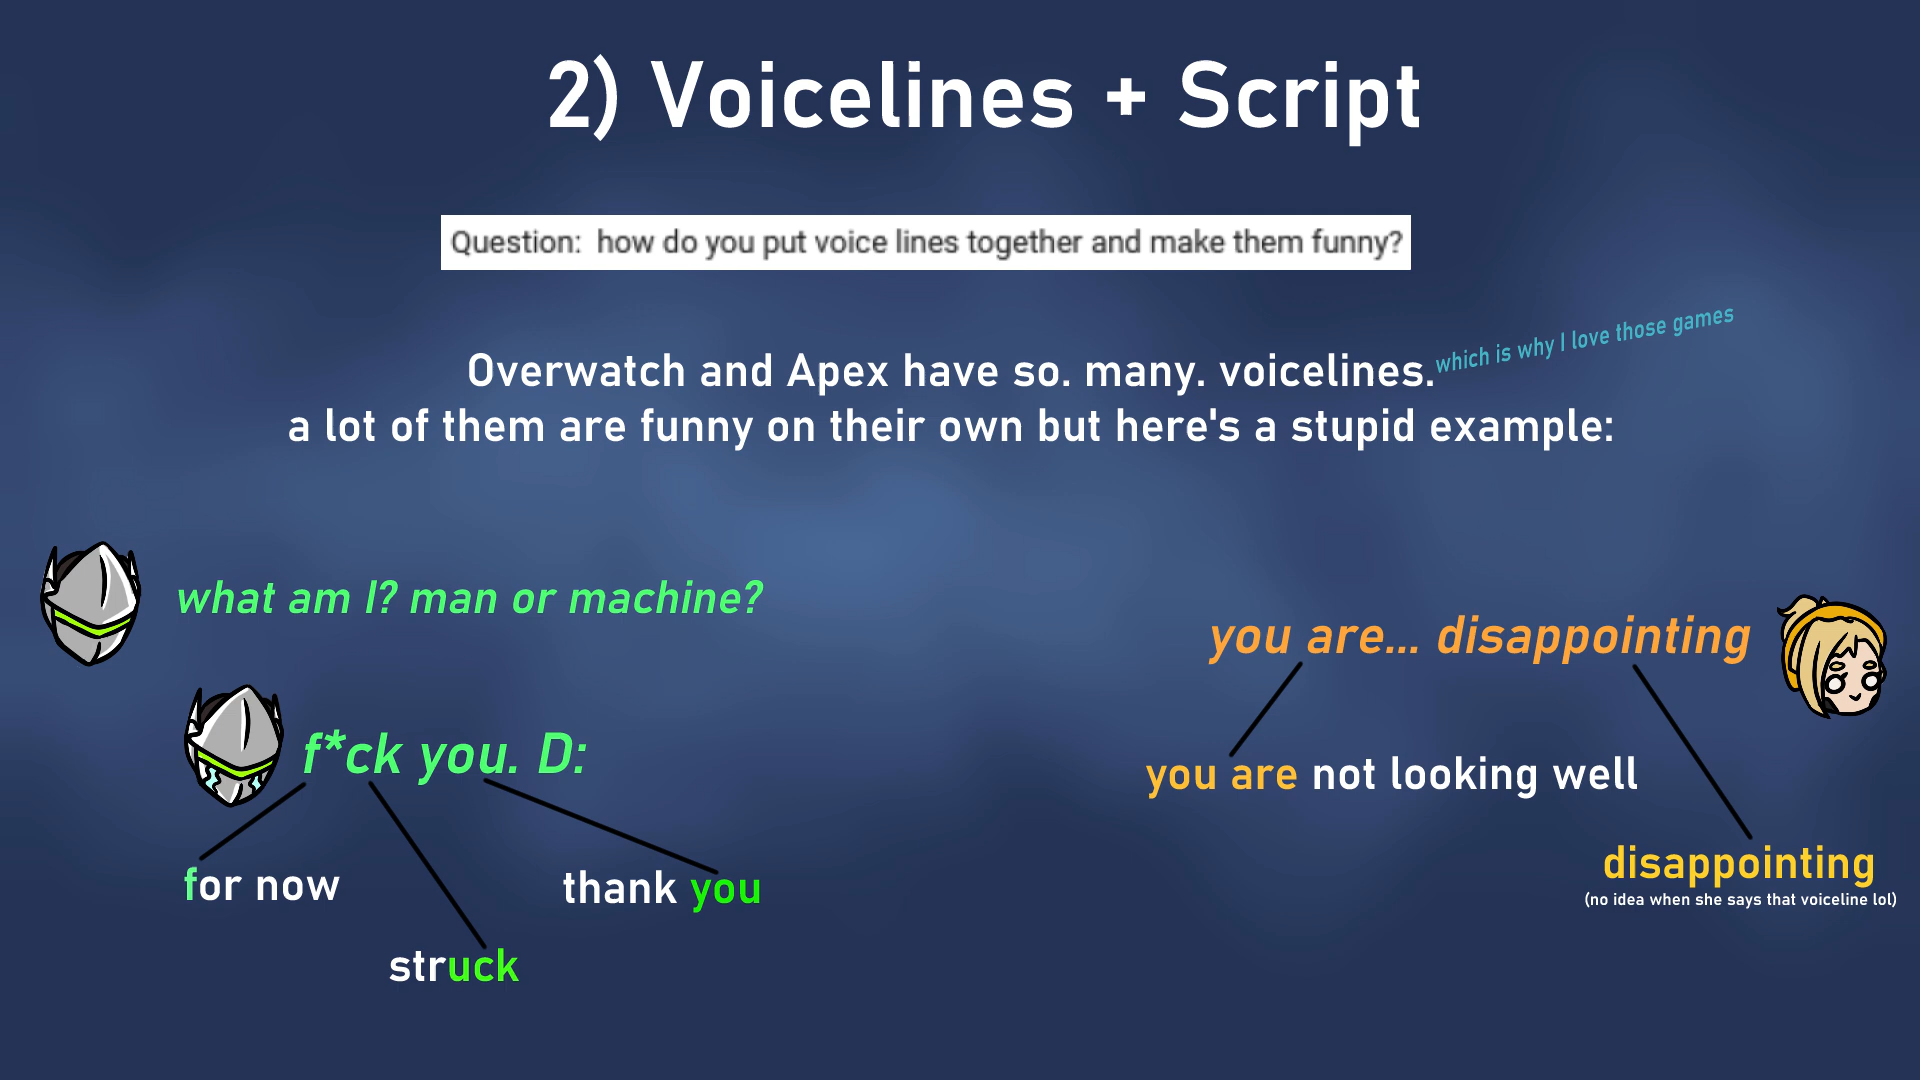 2) Voicelines + Script
Question:  how do you put voice lines together and make them funny?
Overwatch and Apex have so. many. voicelines.
which is why I love those games
a lot of them are funny on their own but here's a stupid example:
what am I? man or machine?
you are... disappointing
f*ck you. D:
you are not looking well
for now
thank you
struck
disappointing
(no idea when she says that voiceline lol)